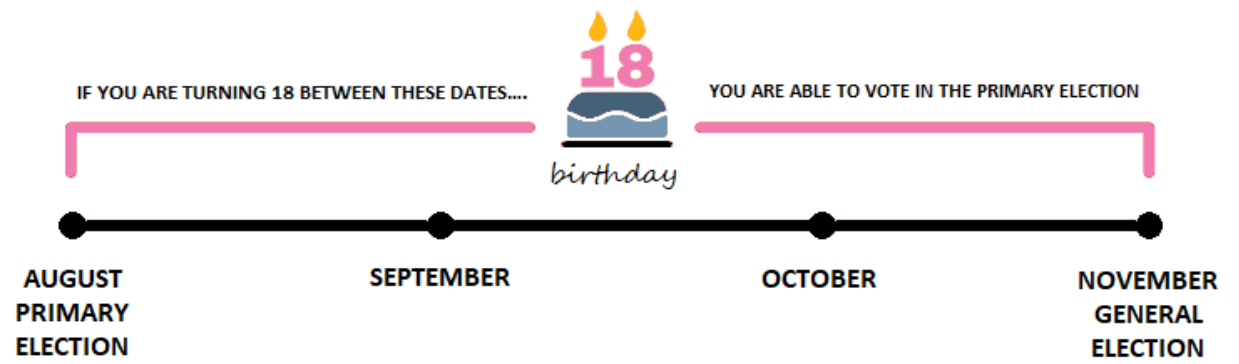 18
IF YOU ARE TURNING 18 BETWEEN THESE DATES....
YOU ARE ABLE TO VOTE IN THE PRIMARY ELECTION
birthday
AUGUST
PRIMARY
ELECTION
SEPTEMBER
OCTOBER
NOVEMBER
GENERAL
ELECTION